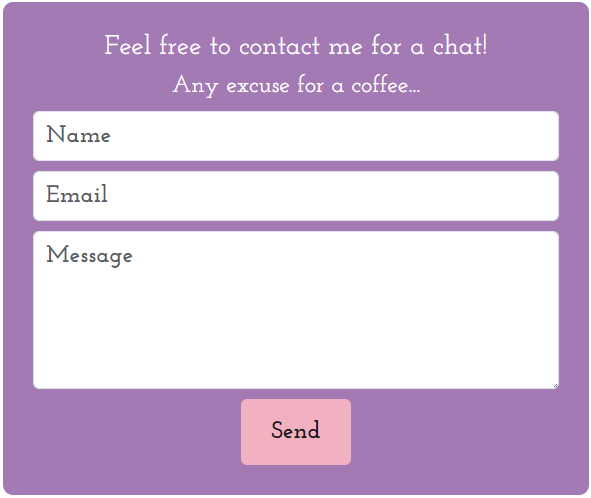 Feel free to contact me for a chat!
Any excuse for a coffee...
Name
Email
Message
Send